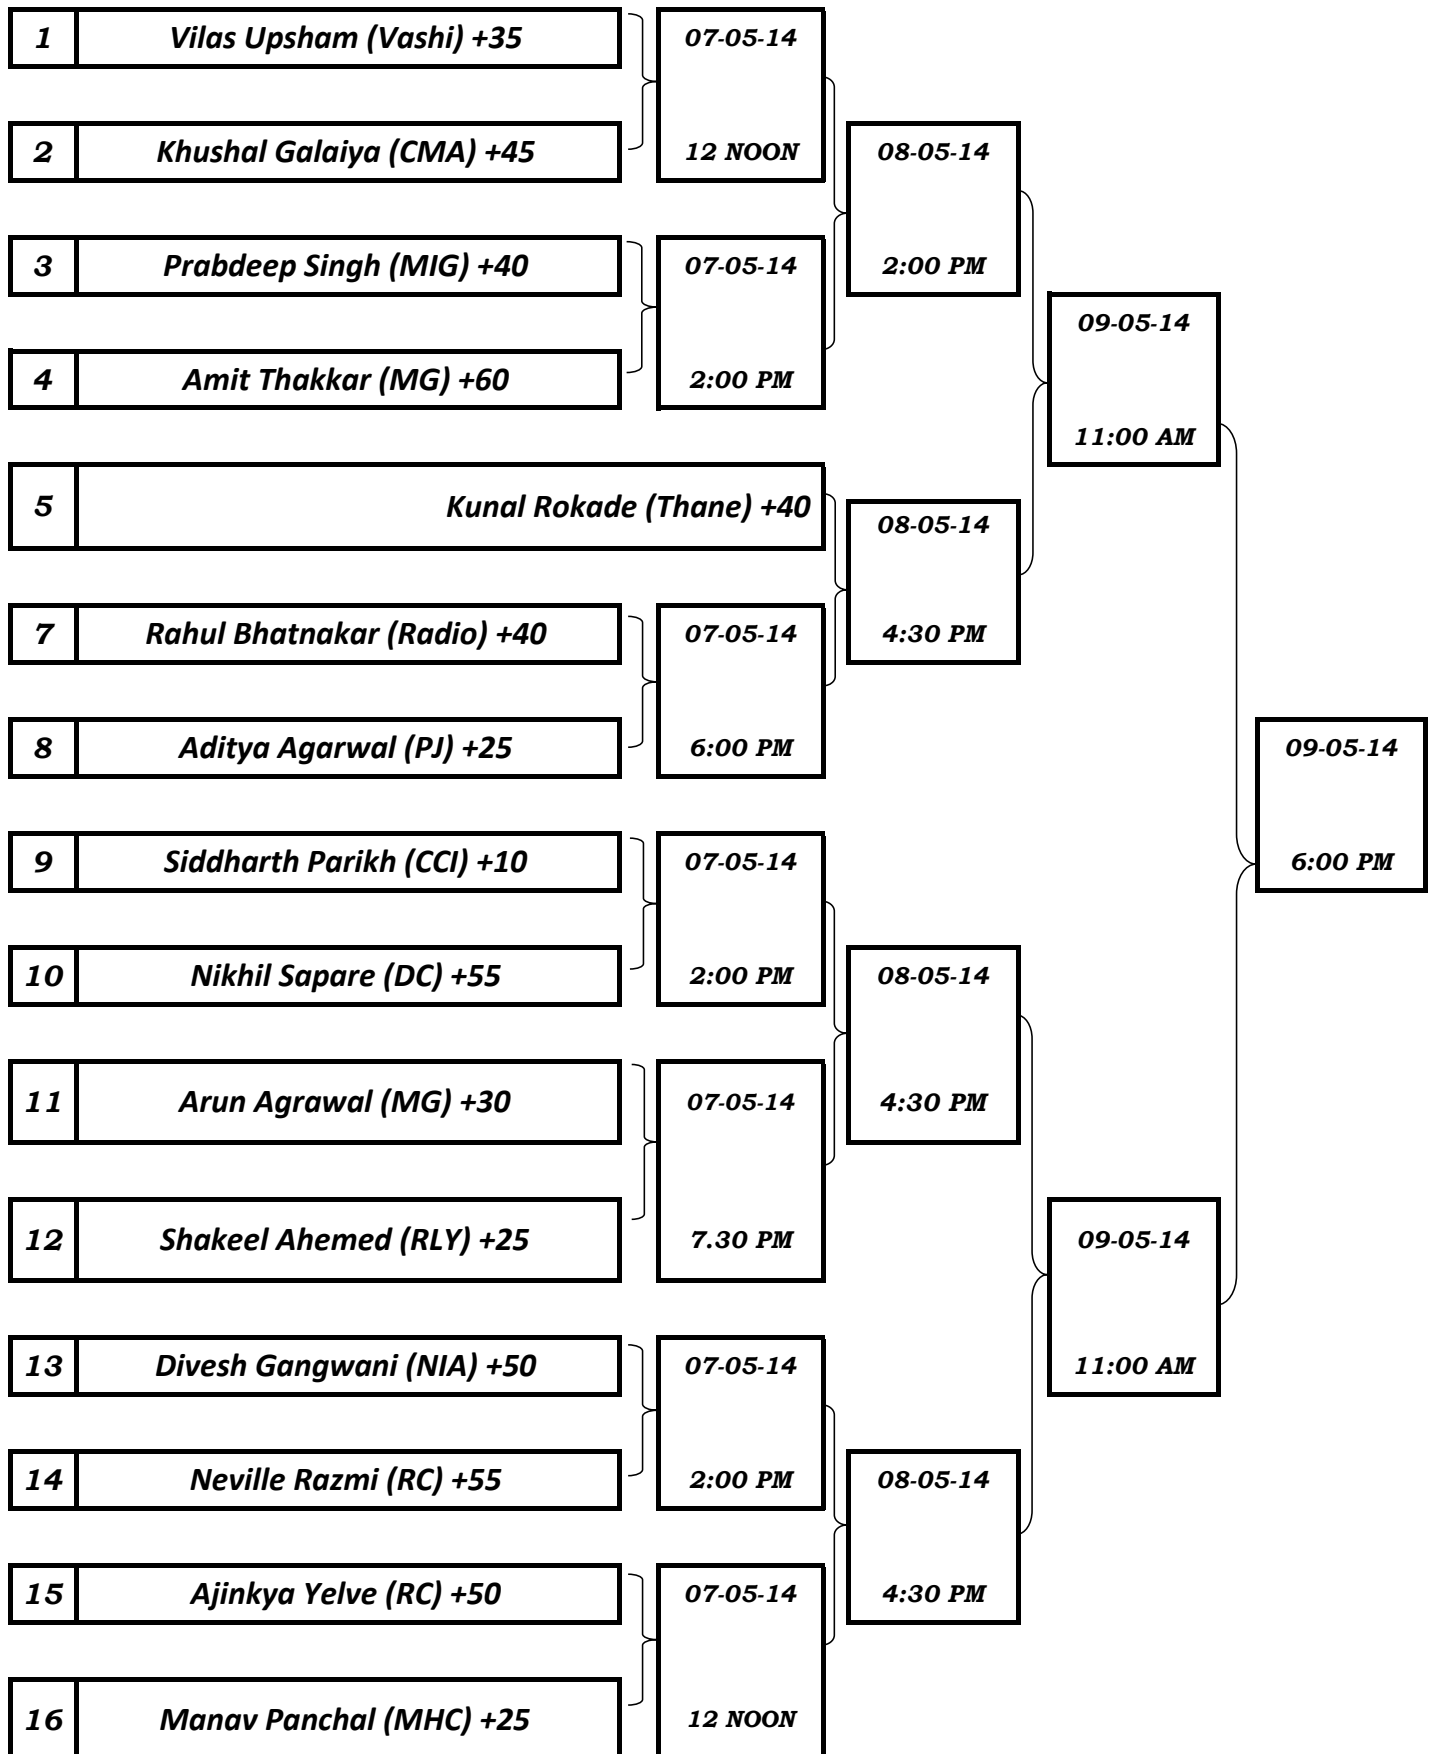 1 Vilas Upsham (Vashi) +35 07-05-14
2 Khushal Galaiya (CMA) +45 12 NOON 08-05-14
3 Prabdeep Singh (MIG) +40 07-05-14 2:00 PM
09-05-14
4 Amit Thakkar (MG) +60 2:00 PM
11:00 AM
5 Kunal Rokade (Thane) +40
08-05-14
7 Rahul Bhatnakar (Radio) +40 07-05-14 4:30 PM
8 Aditya Agarwal (PJ) +25 6:00 PM 09-05-14
9 Siddharth Parikh (CCI) +10 07-05-14 6:00 PM
10 Nikhil Sapare (DC) +55 2:00 PM 08-05-14
11 Arun Agrawal (MG) +30 07-05-14 4:30 PM
12 Shakeel Ahemed (RLY) +25 7.30 PM 09-05-14
13 Divesh Gangwani (NIA) +50 07-05-14 11:00 AM
14 Neville Razmi (RC) +55 2:00 PM 08-05-14
15 Ajinkya Yelve (RC) +50 07-05-14 4:30 PM
16 Manav Panchal (MHC) +25 12 NOON